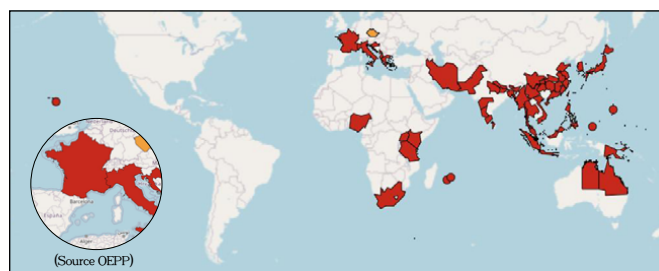 Deutschland
Barcelona
España
Alger
(Source OEPP)